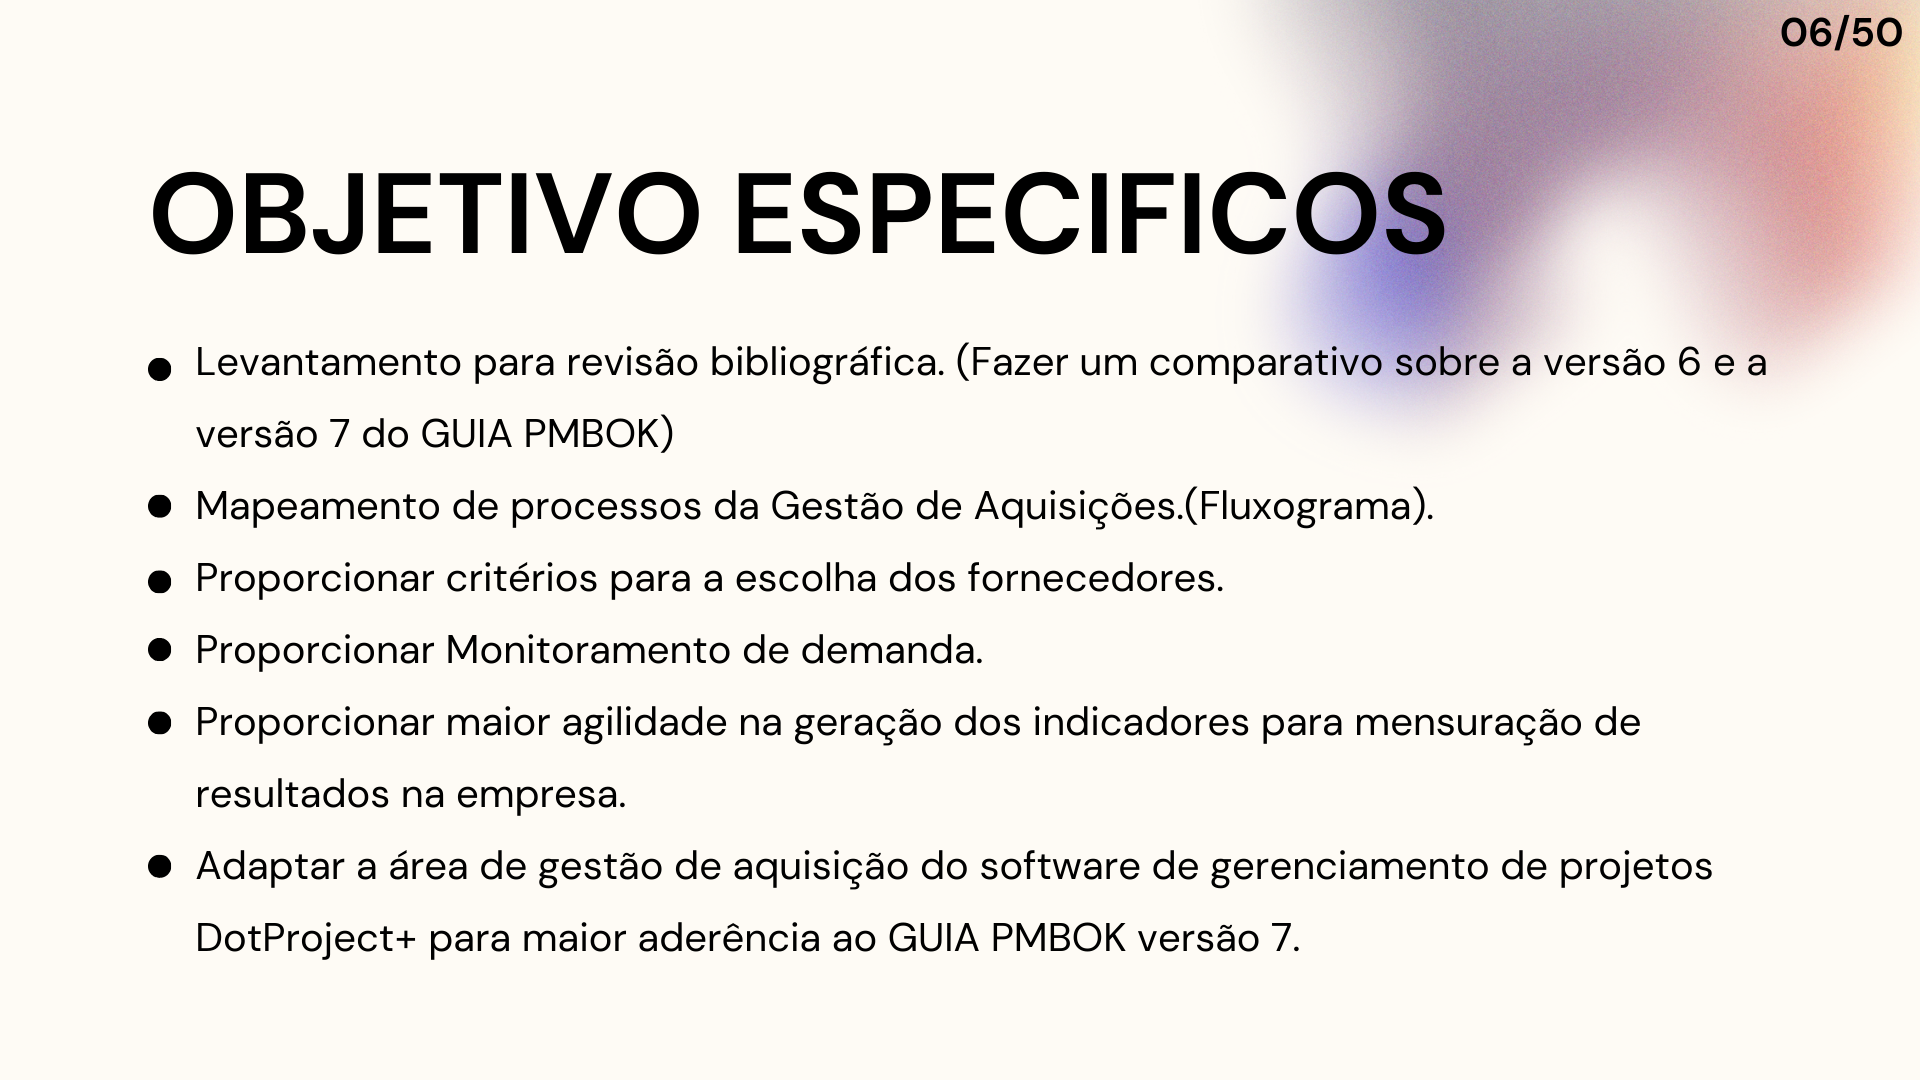 06/50
OBJETIVO ESPECIFICOS
● Levantamento para revisão bibliográfica. (Fazer um comparativo sobre a versão 6 e a
versão 7 do GUIA PMBOK)
● Mapeamento de processos da Gestão de Aquisições.(Fluxograma).
● Proporcionar critérios para a escolha dos fornecedores.
● Proporcionar Monitoramento de demanda.
● Proporcionar maior agilidade na geração dos indicadores para mensuração de
resultados na empresa.
● Adaptar a área de gestão de aquisição do software de gerenciamento de projetos
DotProject+ para maior aderência ao GUIA PMBOK versão 7.